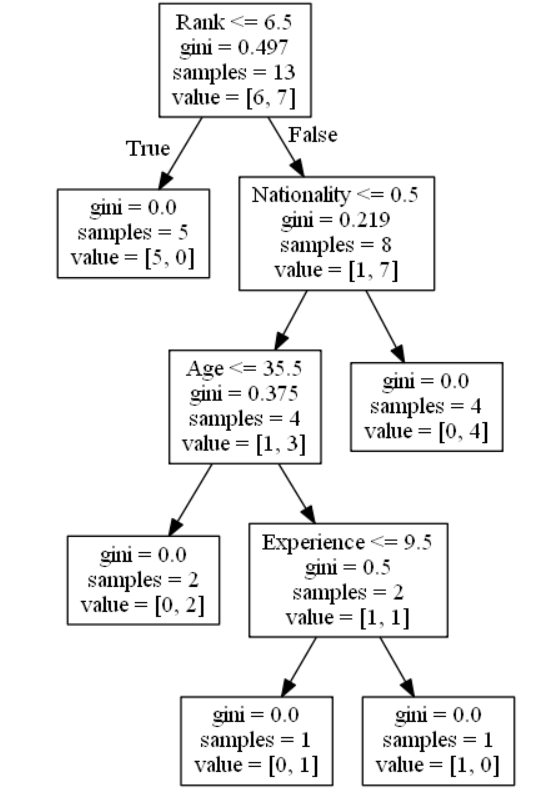 Rank <= 6.5
gini = 0.497
samples = 13
value = [6, 7]
True
False
gini = 0.0
samples = 5
value = [5, 0]
Nationality <= 0.5
gini = 0.219
samples = 8
value = [1, 7]
Age <= 35.5
gini = 0.375
samples = 4
value = [1, 3]
gini = 0.0
samples = 4
value = [0, 4]
gini = 0.0
samples = 2
value = [0, 2]
Experience <= 9.5
gini = 0.5
samples = 2
value = [1, 1]
gini = 0.0
samples = 1
value = [0, 1]
gini = 0.0
samples = 1
value = [1, 0]